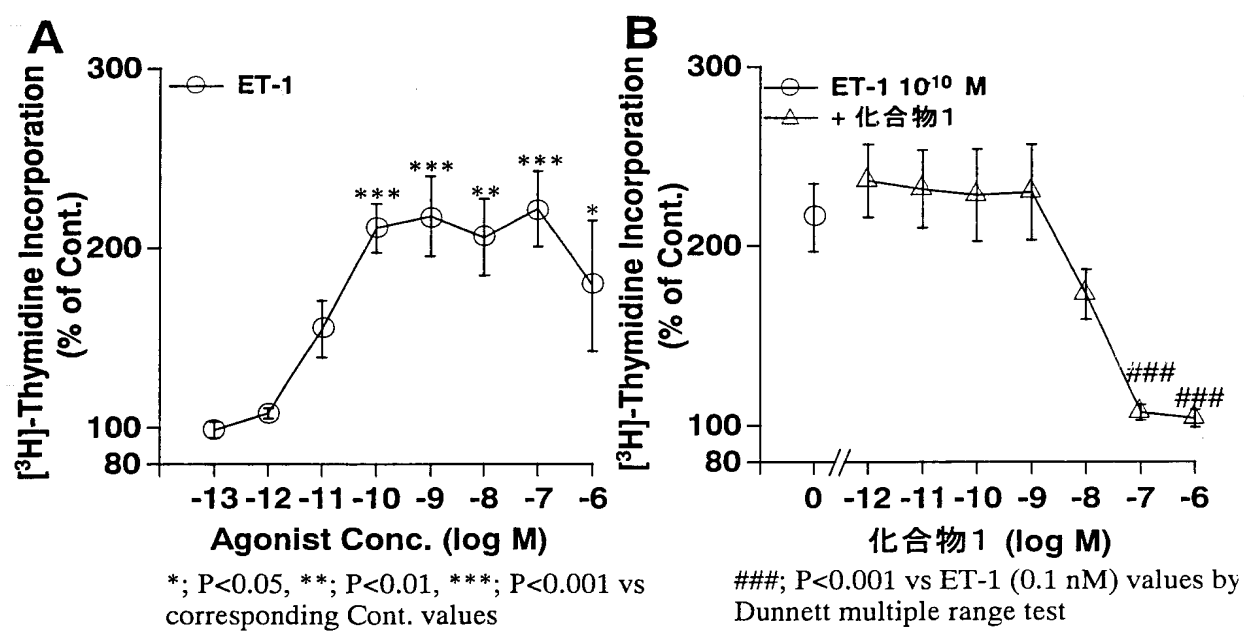 A
[³H]-Thymidine Incorporation
(% of Cont.)
300
200
100
80
ET-1
***
***
**
***
*
-13 -12 -11 -10 -9 -8 -7 -6
Agonist Conc. (log M)
*; P<0.05, **; P<0.01, ***; P<0.001 vs
corresponding Cont. values
B
[³H]-Thymidine Incorporation
(% of Cont.)
300
200
100
80
ET-1 10⁻¹⁰ M
+ 化合物1
###
###
0 -12 -11 -10 -9 -8 -7 -6
化合物1 (log M)
###; P<0.001 vs ET-1 (0.1 nM) values by
Dunnett multiple range test